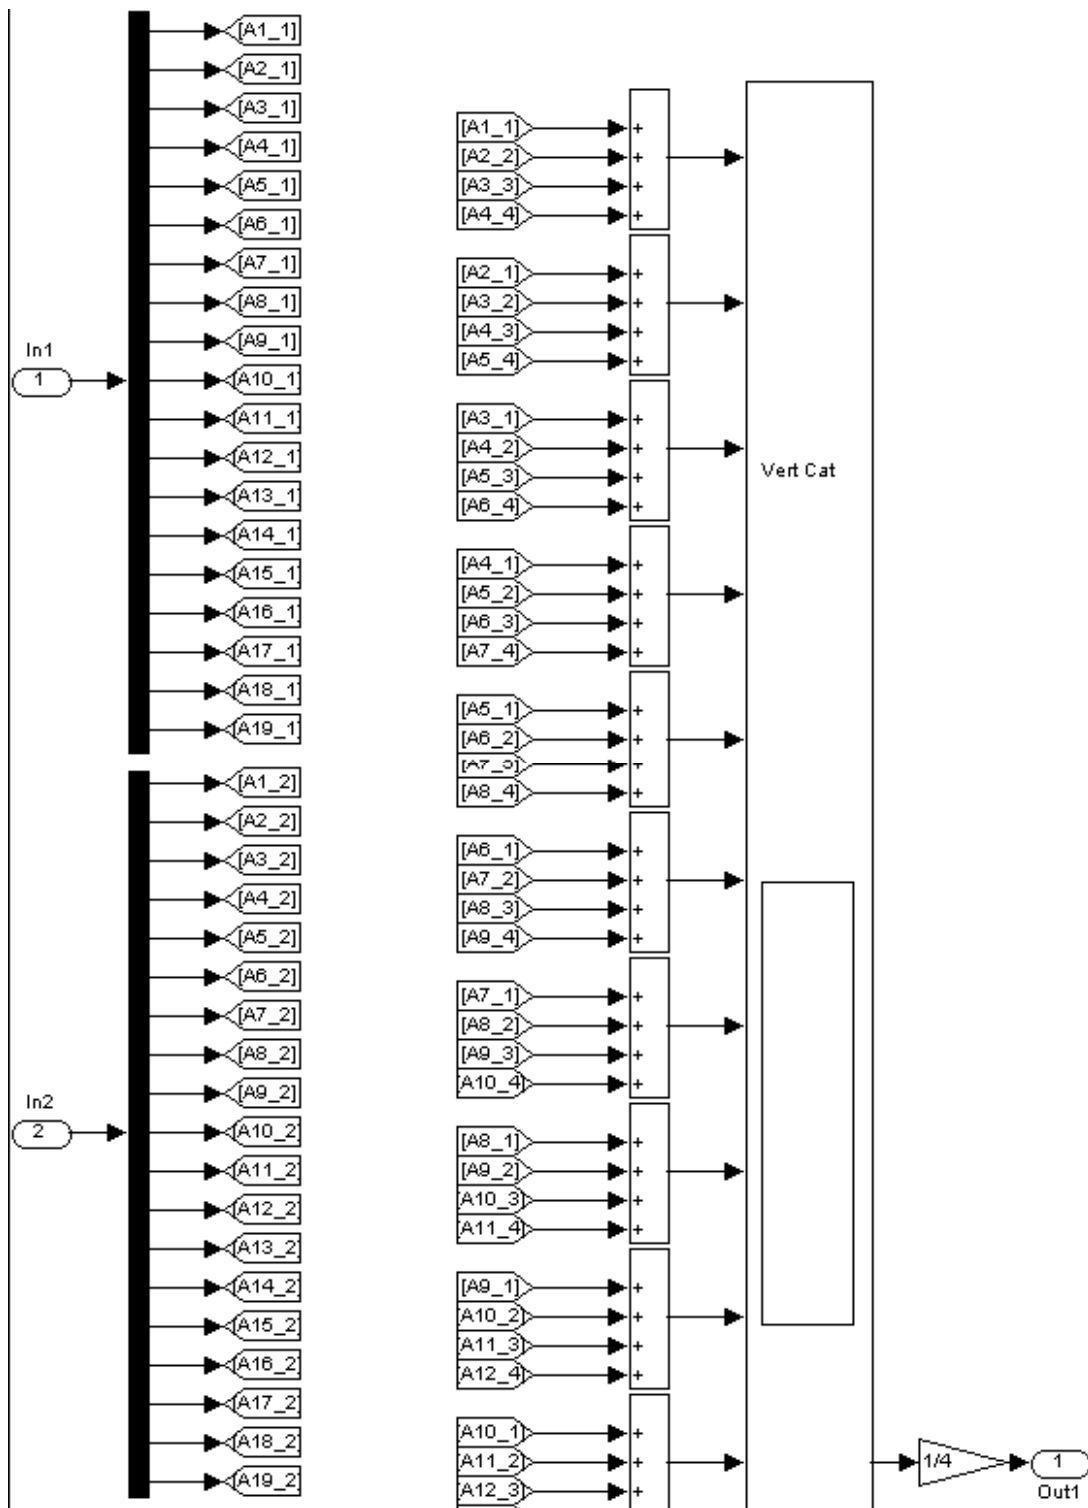 [A1_1]
[A2_1]
[A3_1]
[A4_1]
[A5_1]
[A6_1]
[A7_1]
[A8_1]
[A9_1]
In1
1
[A10_1]
[A11_1]
[A12_1]
[A13_1]
[A14_1]
[A15_1]
[A16_1]
[A17_1]
[A18_1]
[A19_1]
[A1_2]
[A2_2]
[A3_2]
[A4_2]
[A5_2]
[A6_2]
[A7_2]
[A8_2]
[A9_2]
In2
2
[A10_2]
[A11_2]
[A12_2]
[A13_2]
[A14_2]
[A15_2]
[A16_2]
[A17_2]
[A18_2]
[A19_2]
[A1_1] +
[A2_2] +
[A3_3] +
[A4_4] +
[A2_1] +
[A3_2] +
[A4_3] +
[A5_4] +
[A3_1] +
[A4_2] +
[A5_3] +
[A6_4] +
[A4_1] +
[A5_2] +
[A6_3] +
[A7_4] +
[A5_1] +
[A6_2] +
[A7_3] +
[A8_4] +
[A6_1] +
[A7_2] +
[A8_3] +
[A9_4] +
[A7_1] +
[A8_2] +
[A9_3] +
[A10_4] +
[A8_1] +
[A9_2] +
[A10_3] +
[A11_4] +
[A9_1] +
[A10_2] +
[A11_3] +
[A12_4] +
[A10_1] +
[A11_2] +
[A12_3] +
Vert Cat
1/4
1
Out1